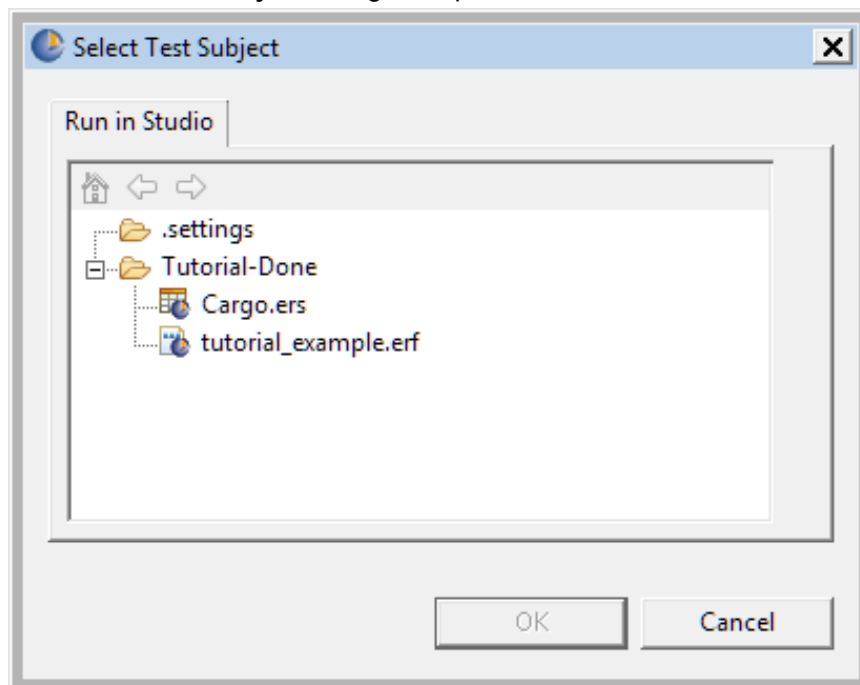 Select Test Subject
Run in Studio
.settings
Tutorial-Done
Cargo.ers
tutorial_example.erf
OK
Cancel